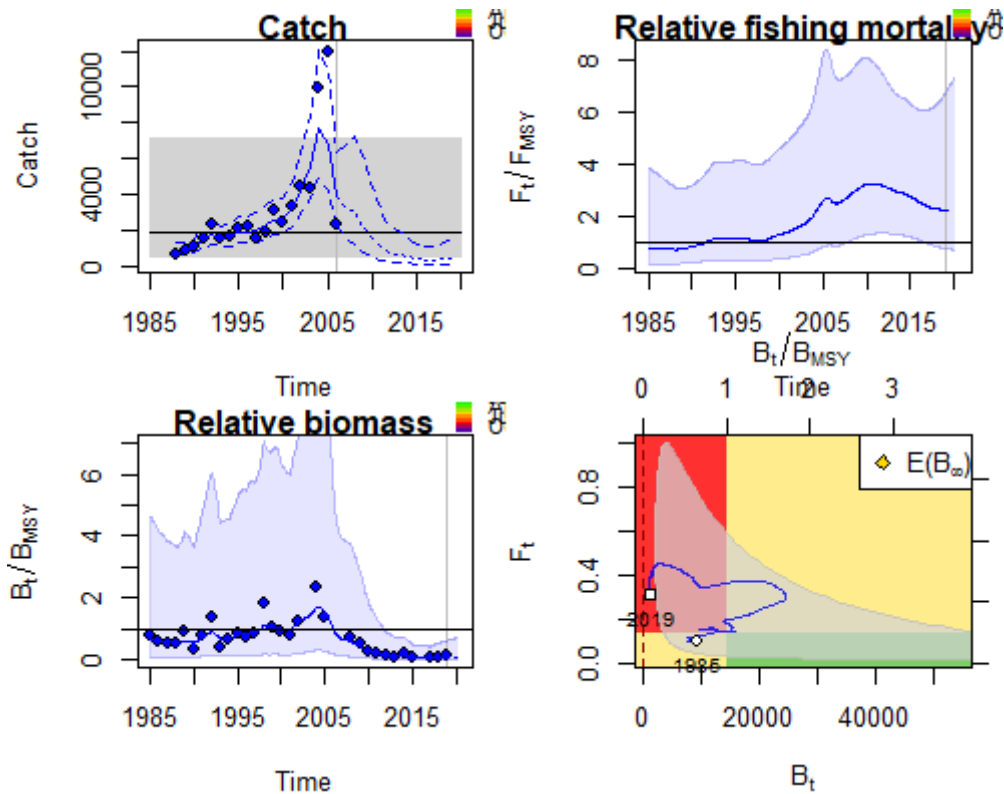 Catch
Catch
10000
4000
0
1985 1995 2005 2015
Time
Relative fishing mortality
Ft/FMSY
8
6
4
2
0
1985 1995 2005 2015
Time
Relative biomass
Bt/BMSY
6
4
2
0
1985 1995 2005 2015
Time
Bt/BMSY
0 1 2 3
Ft
0.8
0.4
0.0
E(B∞)
2019
1985
0 20000 40000
Bt